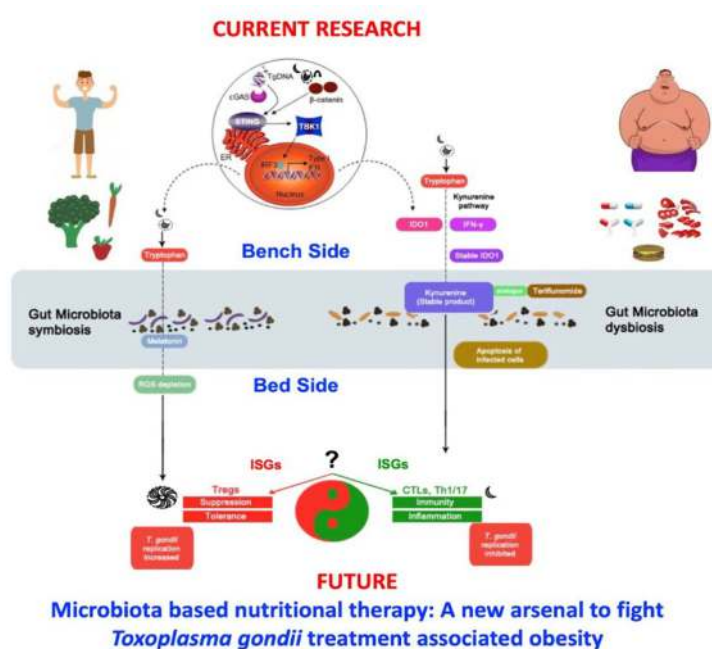 CURRENT RESEARCH
TgDNA
cGAS
β-catenin
STING
TBK1
ER
IRF3
Type I
IFN
Nucleus
Tryptophan
Kynurenine
pathway
IDO1
IFN-γ
Tryptophan
Bench Side
Stable IDO1
Gut Microbiota
symbiosis
Kynurenine
(Stable product)
Teriflunomide
Gut Microbiota
dysbiosis
Melatonin
Apoptosis of
infected cells
ROS depletion
Bed Side
ISGs
?
ISGs
Tregs
Suppression
Tolerance
CTLs, Th1/17
Immunity
Inflammation
T. gondii
replication
increased
T. gondii
replication
inhibited
FUTURE
Microbiota based nutritional therapy: A new arsenal to fight
Toxoplasma gondii treatment associated obesity